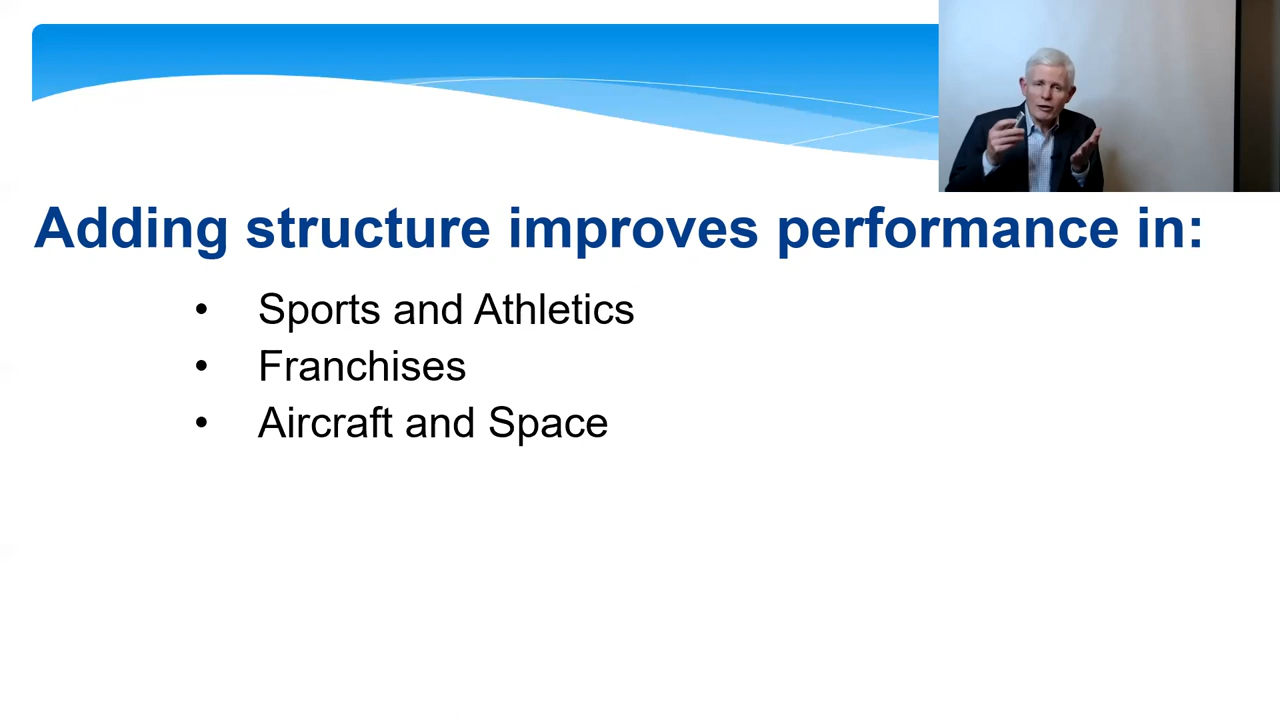 Adding structure improves performance in:
• Sports and Athletics
• Franchises
• Aircraft and Space